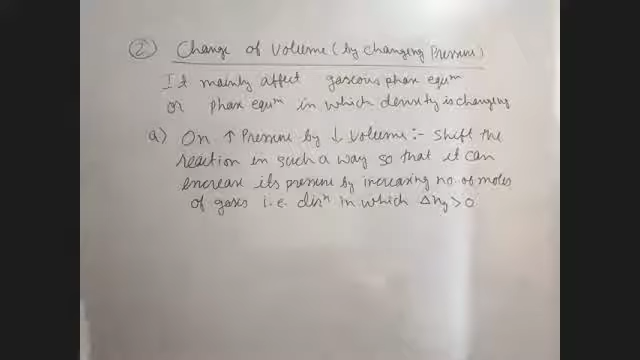 ② Change of Volume (by changing Pressure)
It mainly affect gaseous phase equᵐ
or phase equᵐ in which density is changing
a) On ↑ Pressure by ↓ Volume :- Shift the
reaction in such a way so that it can
encrease its pressure by increasing no. of moles
of gases i.e. dirⁿ in which Δng > 0